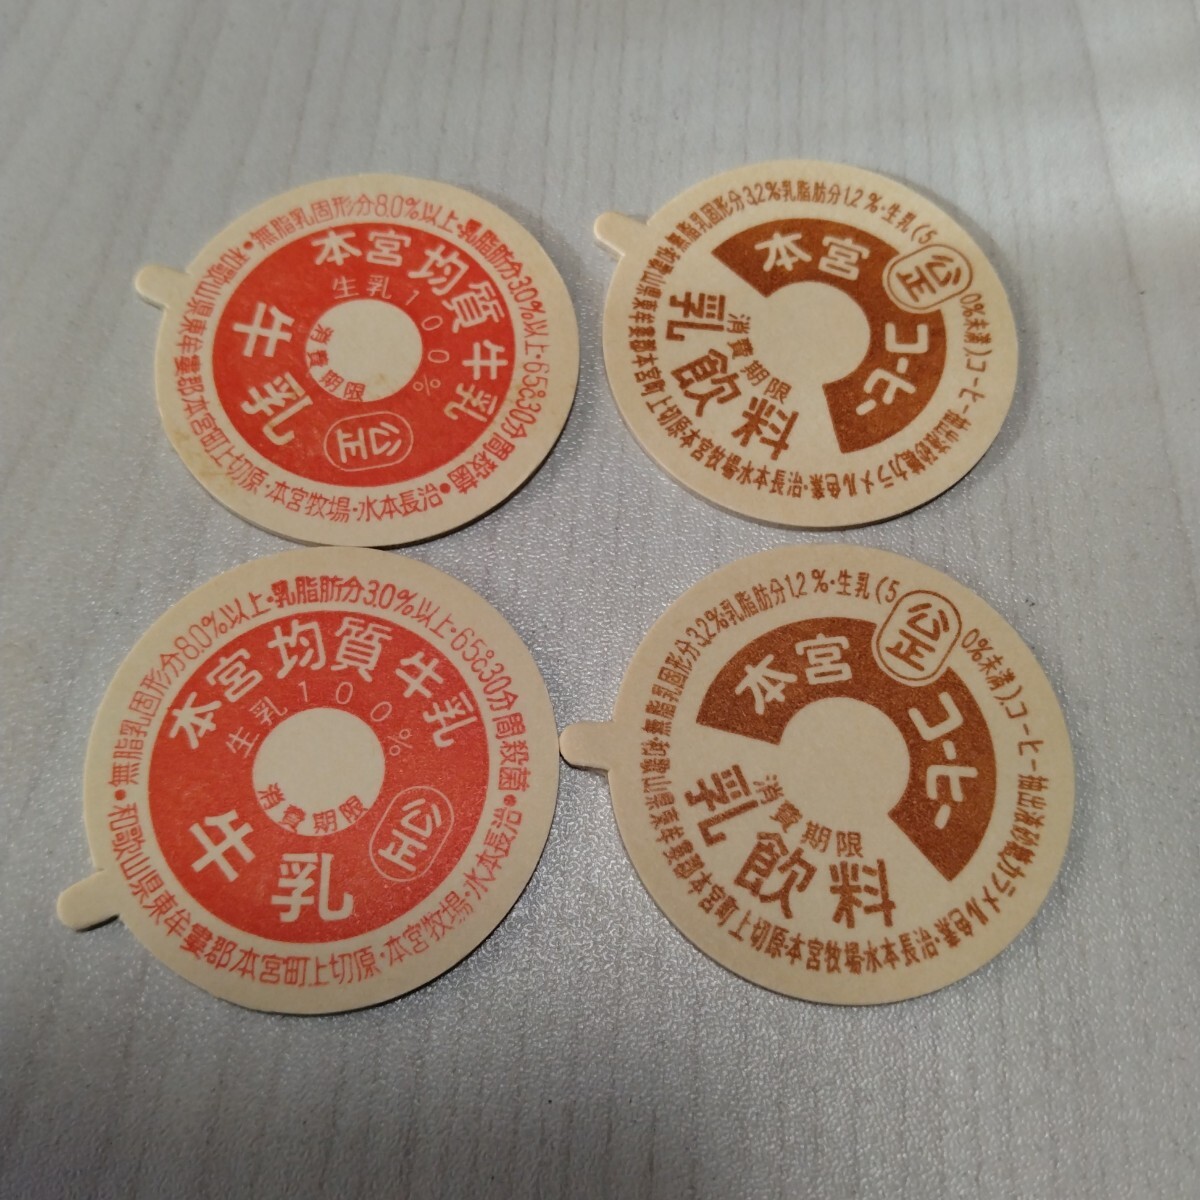 ・無脂乳固形分8.0%以上・乳脂肪分3.0%以上・65℃30分間殺菌・
和歌山県東牟婁郡本宮町上切原・本宮牧場・水本長治
本宮均質牛乳
生乳100%
消費期限
公正
牛乳
無脂乳固形分3.2%・乳脂肪分1.2%・生乳(5
0%未満)、コーヒー抽出液・砂糖・カラメル色素・
和歌山県東牟婁郡本宮町上切原・本宮牧場・水本長治
公正
本宮
コーヒー
消費期限
乳飲料
・無脂乳固形分8.0%以上・乳脂肪分3.0%以上・65℃30分間殺菌・
和歌山県東牟婁郡本宮町上切原・本宮牧場・水本長治
本宮均質牛乳
生乳100%
消費期限
公正
牛乳
無脂乳固形分3.2%・乳脂肪分1.2%・生乳(5
0%未満)、コーヒー抽出液・砂糖・カラメル色素・
和歌山県東牟婁郡本宮町上切原・本宮牧場・水本長治
公正
本宮
コーヒー
消費期限
乳飲料